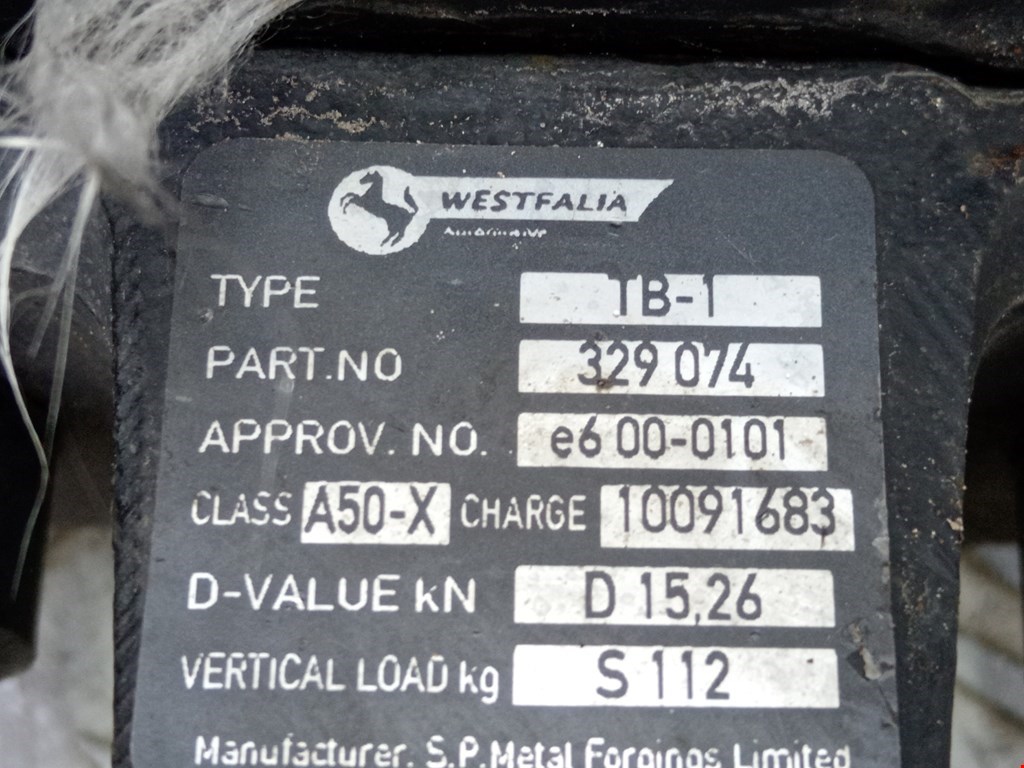 WESTFALIA
Automotive
TYPE TB-1
PART.NO 329 074
APPROV. NO. e6 00-0101
CLASS A50-X CHARGE 10091683
D-VALUE kN D 15,26
VERTICAL LOAD kg S 112
Manufacturer. S.P.Metal Forgings Limited